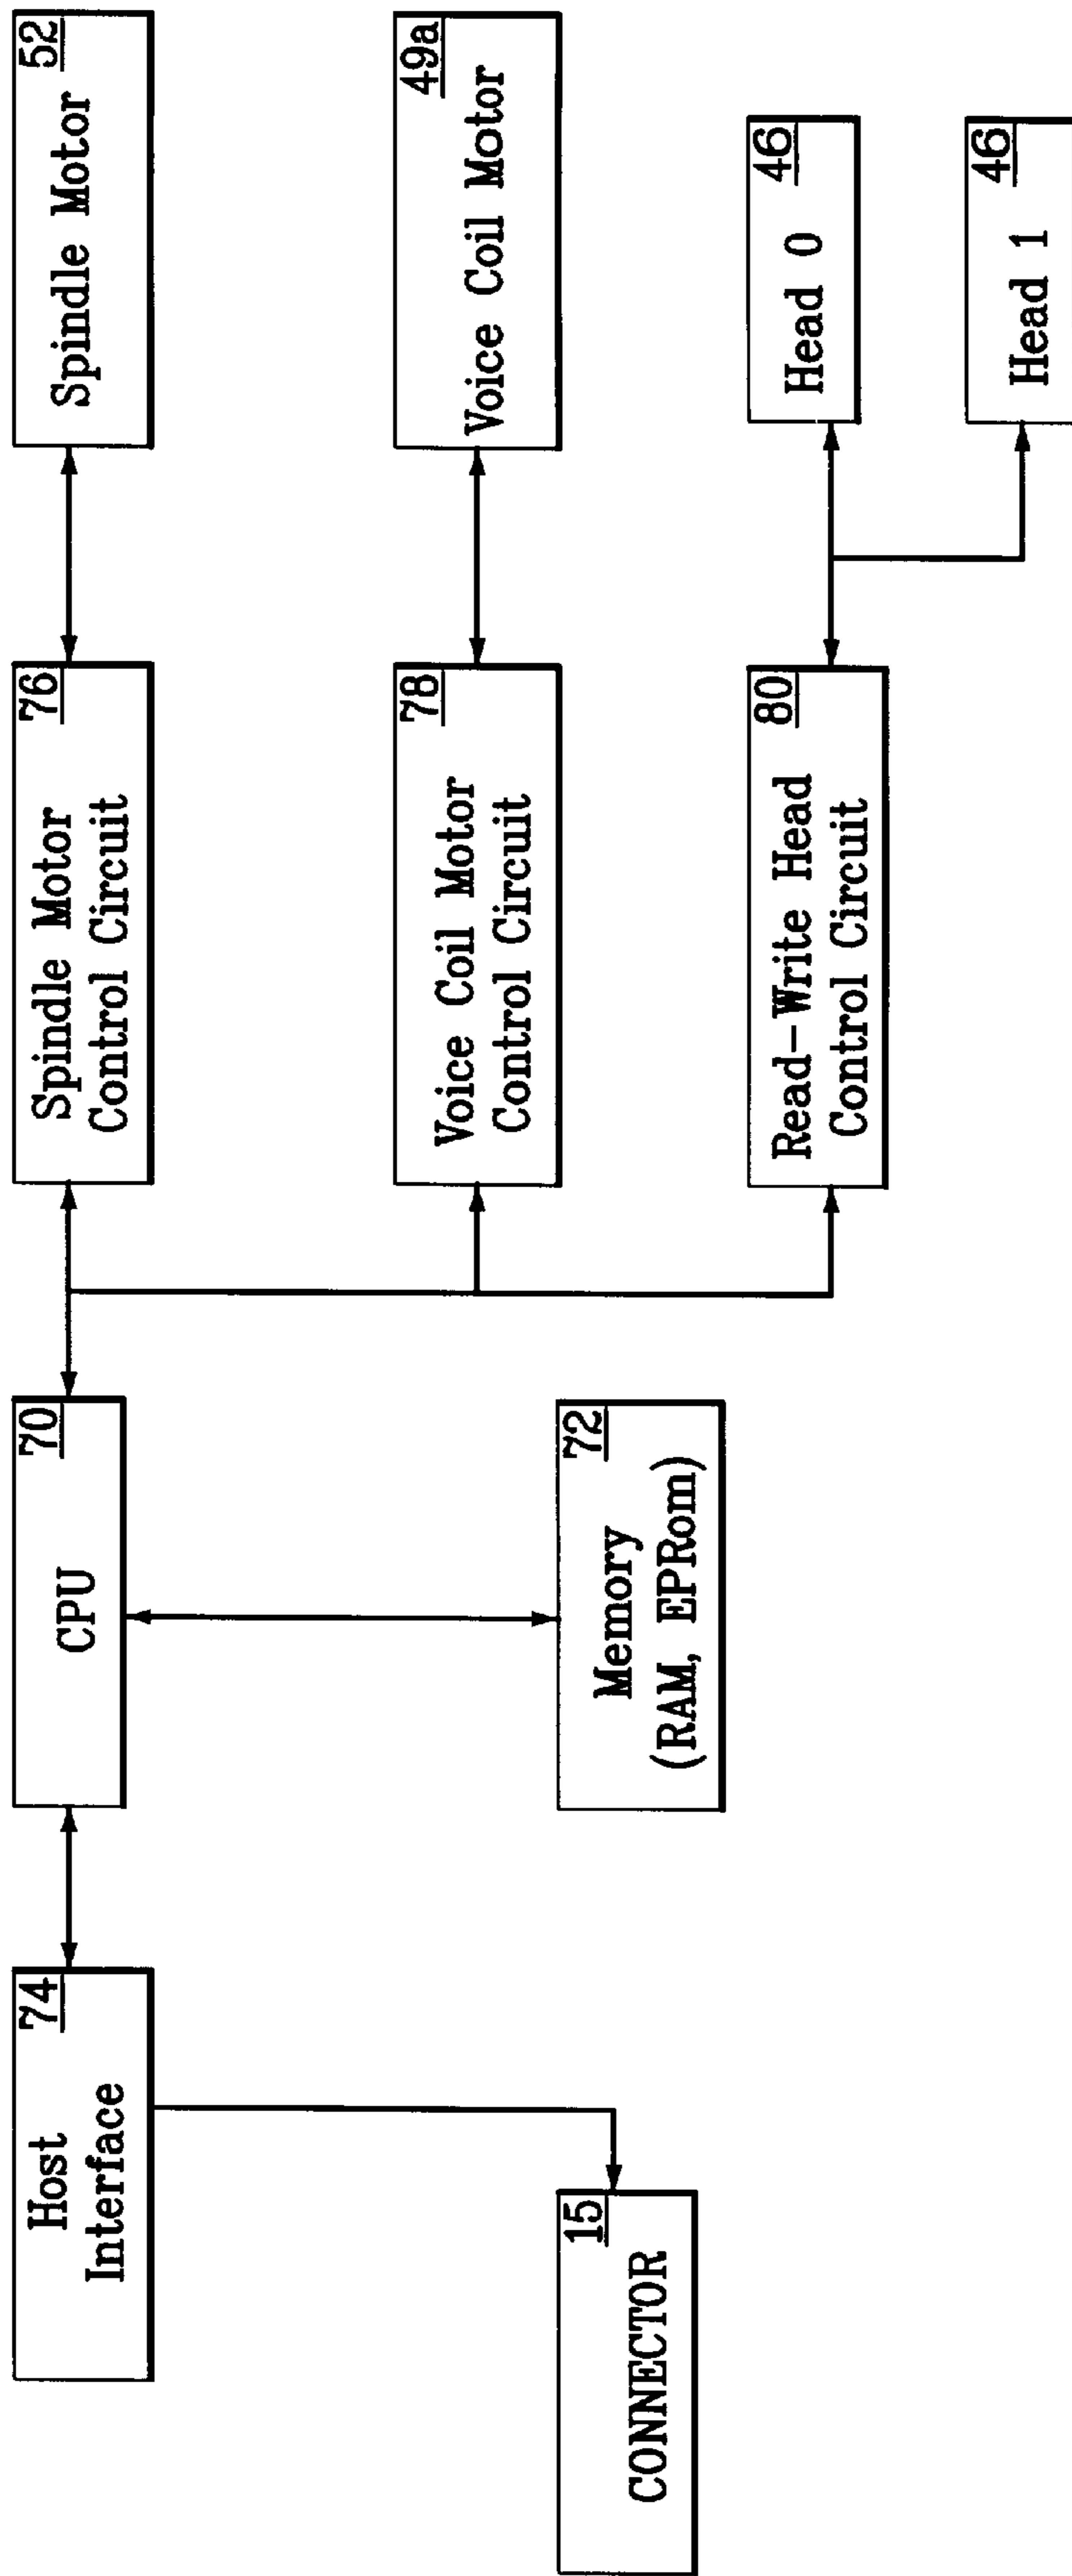 Host
Interface
74
CPU
70
Spindle Motor
Control Circuit
76
Spindle Motor
52
Voice Coil Motor
Control Circuit
78
Voice Coil Motor
49a
CONNECTOR
15
Memory
(RAM, EPRom)
72
Read-Write Head
Control Circuit
80
Head 0
46
Head 1
46